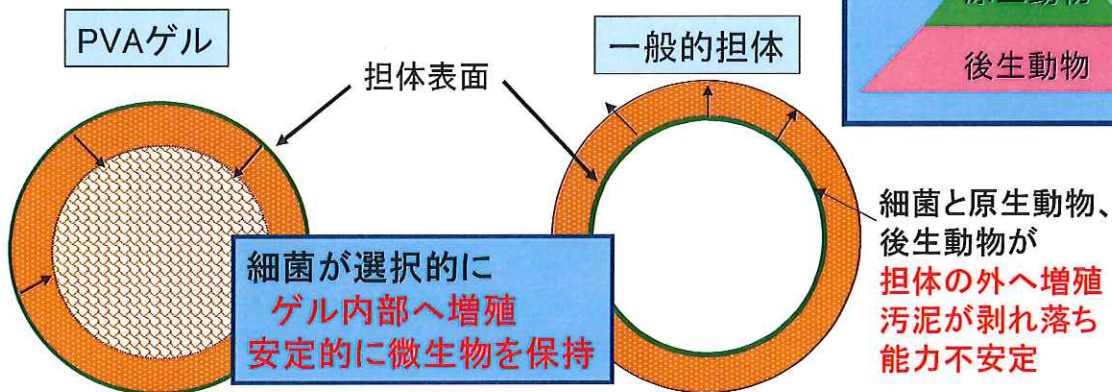 PVAゲル
一般的担体
担体表面
後生動物
細菌が選択的に
ゲル内部へ増殖
安定的に微生物を保持
細菌と原生動物、
後生動物が
担体の外へ増殖
汚泥が剥れ落ち
能力不安定